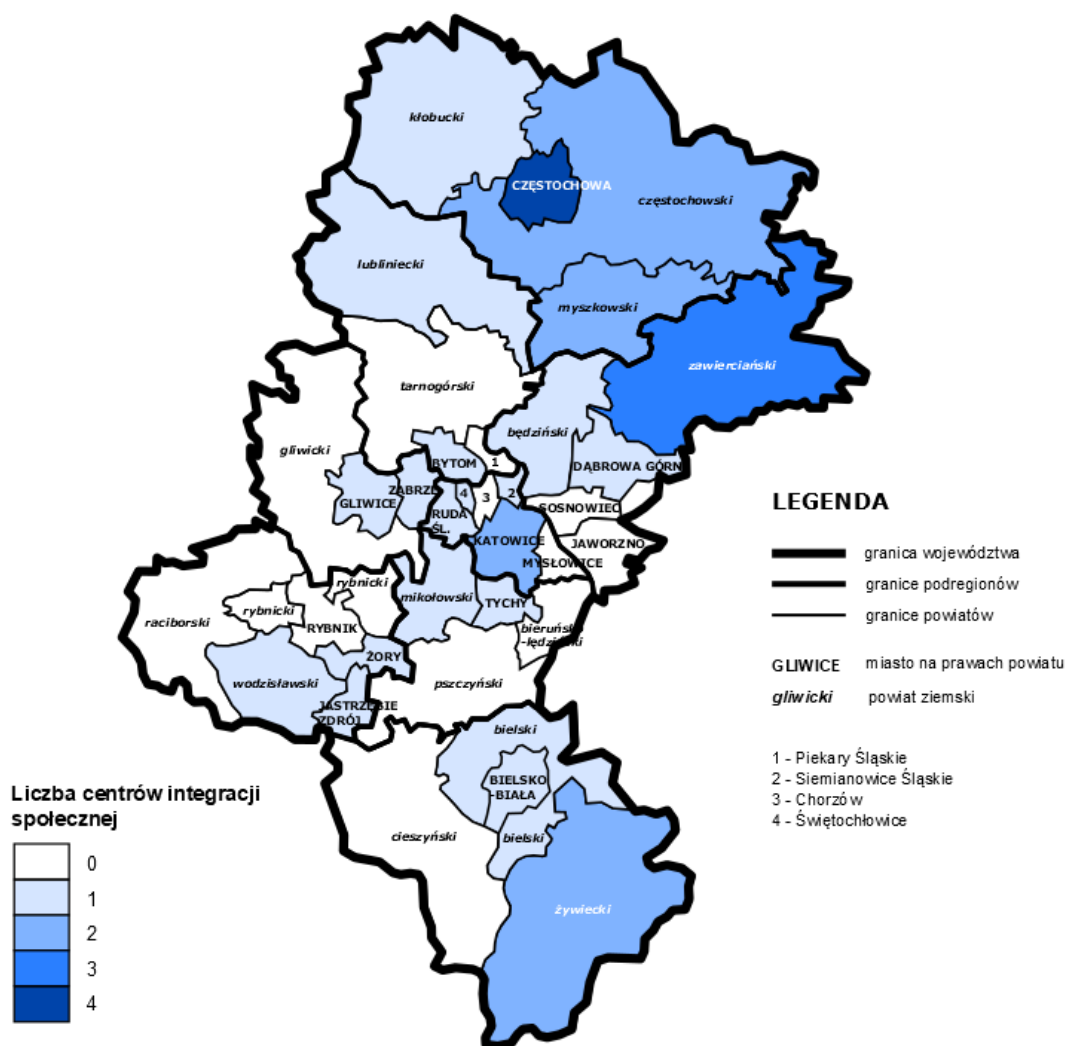 kłobucki
CZĘSTOCHOWA
częstochowski
lubliniecki
myszkowski
zawierciański
tarnogórski
będziński
gliwicki
BYTOM
1
DĄBROWA GÓRN
ZABRZE
GLIWICE
4
3
2
RUDA
ŚL.
SOSNOWIEC
KATOWICE
JAWORZNO
MYSŁOWICE
rybnicki
mikołowski
TYCHY
rybnicki
raciborski
RYBNIK
bieruńsko
-lędziński
ŻORY
wodzisławski
pszczyński
JASTRZĘBIE
ZDRÓJ
bielski
BIELSKO
-BIAŁA
cieszyński
bielski
żywiecki
LEGENDA
granica województwa
granice podregionów
granice powiatów
GLIWICE miasto na prawach powiatu
gliwicki powiat ziemski
1 - Piekary Śląskie
2 - Siemianowice Śląskie
3 - Chorzów
4 - Świętochłowice
Liczba centrów integracji
społecznej
0
1
2
3
4